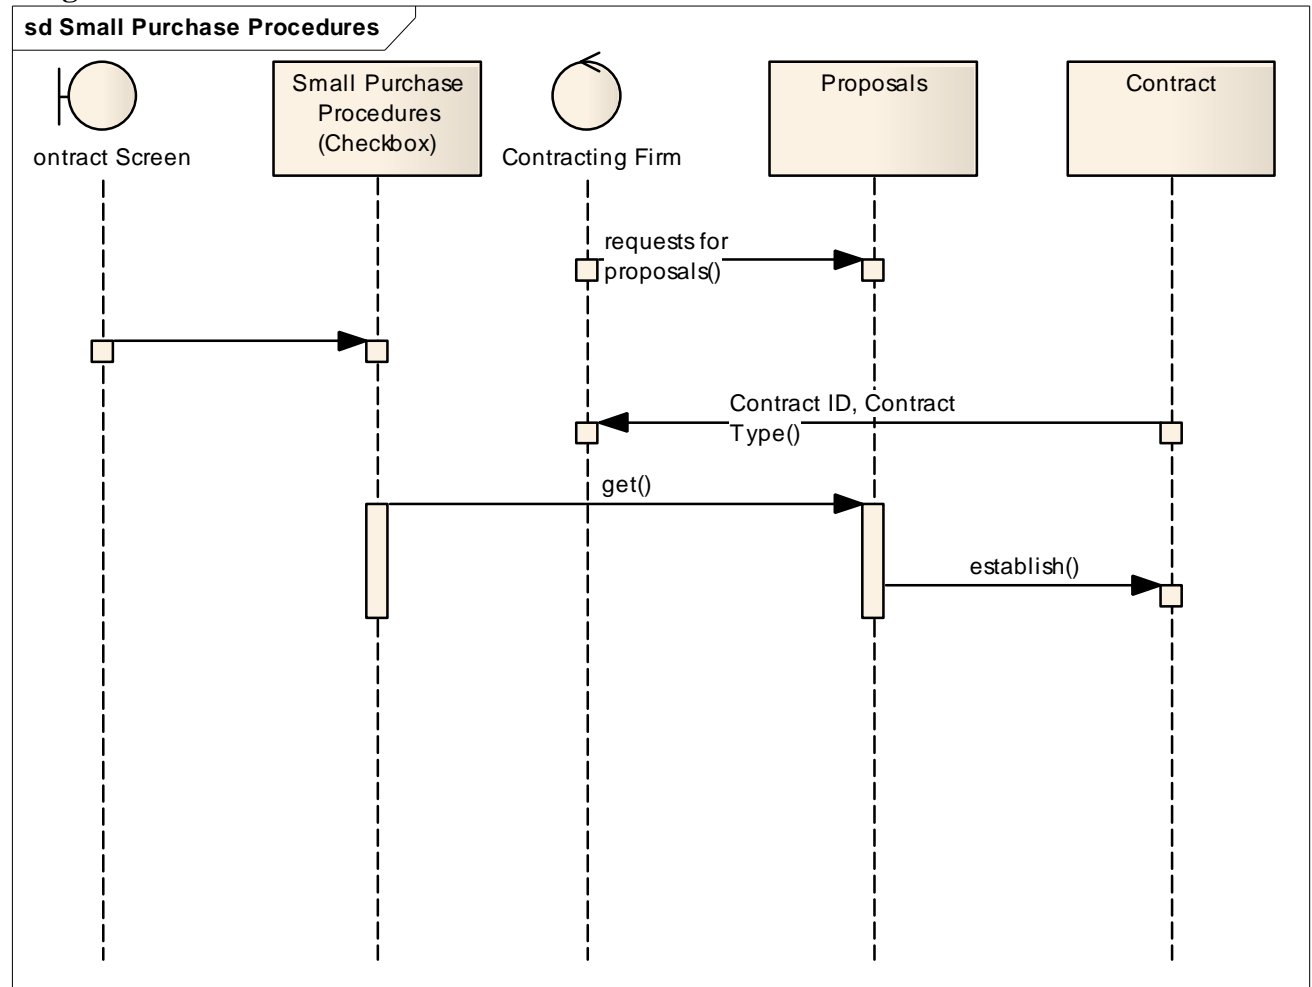 sd Small Purchase Procedures
ontract Screen
Small Purchase
Procedures
(Checkbox)
Contracting Firm
Proposals
Contract
requests for
proposals()
Contract ID, Contract
Type()
get()
establish()